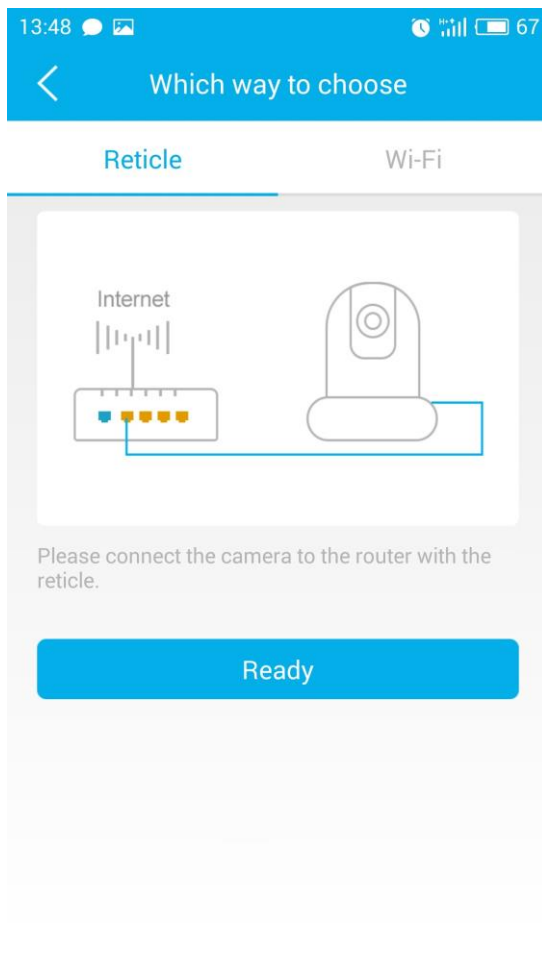 13:48 67
Which way to choose
Reticle Wi-Fi
Internet
Please connect the camera to the router with the
reticle.
Ready